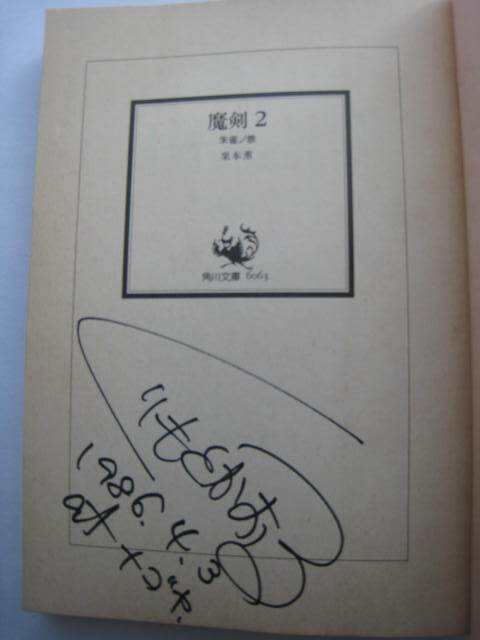 魔剣 2
朱雀ノ巻
栗本薫
角川文庫 6063
くりもとかおる
1986. 4. 3
at